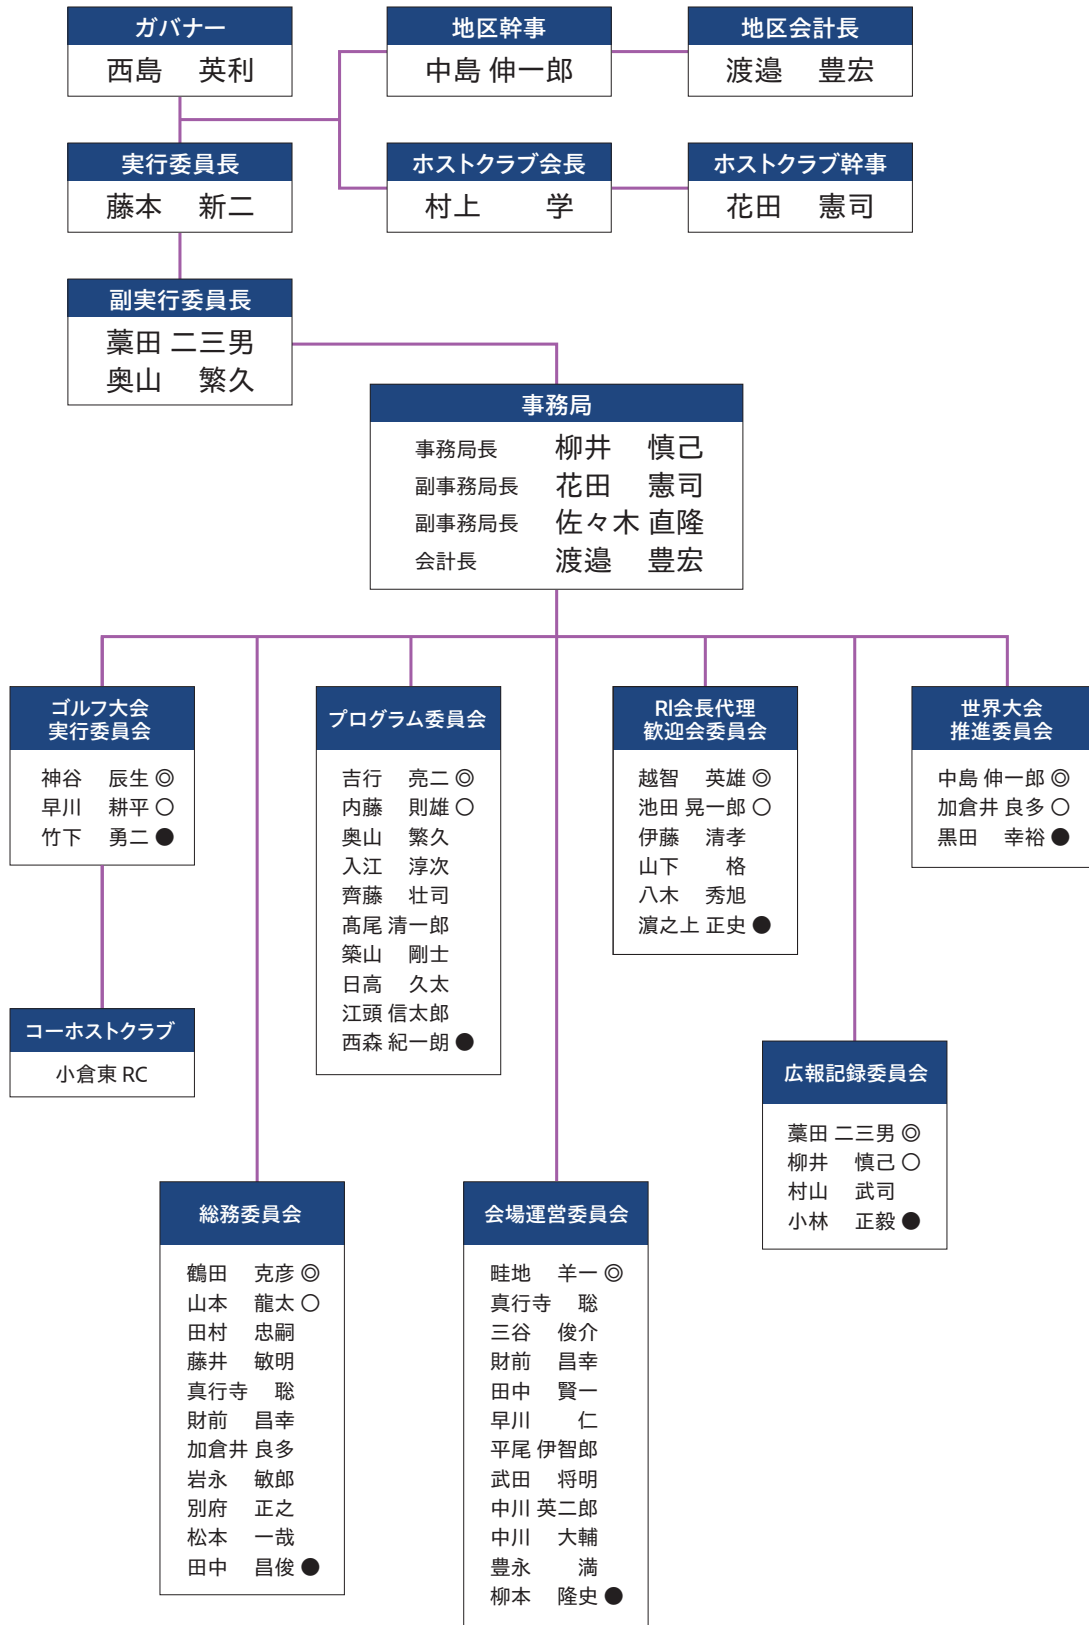 ガバナー
西島 英利
地区幹事
中島 伸一郎
地区会計長
渡邉 豊宏
実行委員長
藤本 新二
ホストクラブ会長
村上 学
ホストクラブ幹事
花田 憲司
副実行委員長
藁田 二三男
奥山 繁久
事務局
事務局長 柳井 慎己
副事務局長 花田 憲司
副事務局長 佐々木 直隆
会計長 渡邉 豊宏
ゴルフ大会
実行委員会
神谷 辰生 ◎
早川 耕平 ○
竹下 勇二 ●
コーホストクラブ
小倉東 RC
プログラム委員会
吉行 亮二 ◎
内藤 則雄 ○
奥山 繁久
入江 淳次
齊藤 壮司
髙尾 清一郎
築山 剛士
日高 久太
江頭 信太郎
西森 紀一朗 ●
RI会長代理
歓迎会委員会
越智 英雄 ◎
池田 晃一郎 ○
伊藤 清孝
山下 格
八木 秀旭
濵之上 正史 ●
世界大会
推進委員会
中島 伸一郎 ◎
加倉井 良多 ○
黒田 幸裕 ●
広報記録委員会
藁田 二三男 ◎
柳井 慎己 ○
村山 武司
小林 正毅 ●
総務委員会
鶴田 克彦 ◎
山本 龍太 ○
田村 忠嗣
藤井 敏明
真行寺 聡
財前 昌幸
加倉井 良多
岩永 敏郎
別府 正之
松本 一哉
田中 昌俊 ●
会場運営委員会
畦地 羊一 ◎
真行寺 聡
三谷 俊介
財前 昌幸
田中 賢一
早川 仁
平尾 伊智郎
武田 将明
中川 英二郎
中川 大輔
豊永 満
柳本 隆史 ●